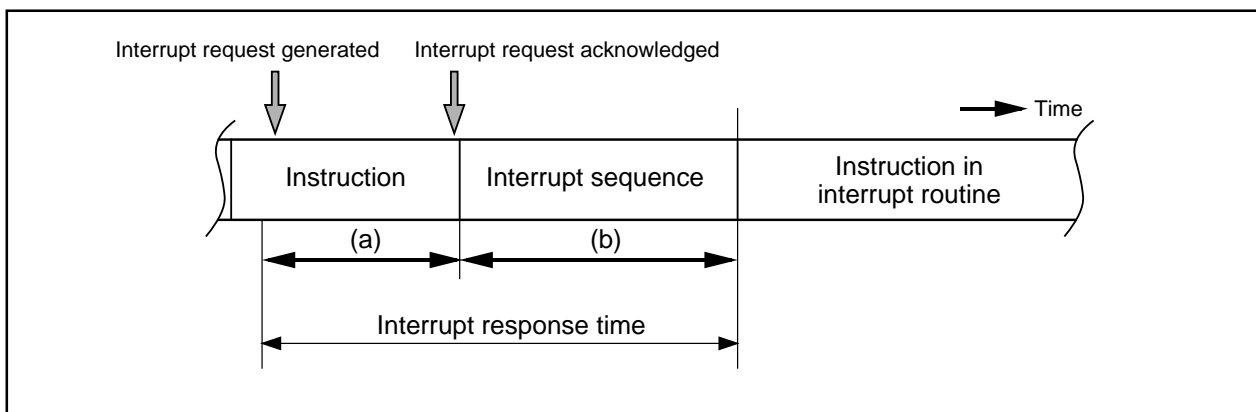 Interrupt request generated
Interrupt request acknowledged
Time
Instruction
Interrupt sequence
Instruction in
interrupt routine
(a)
(b)
Interrupt response time